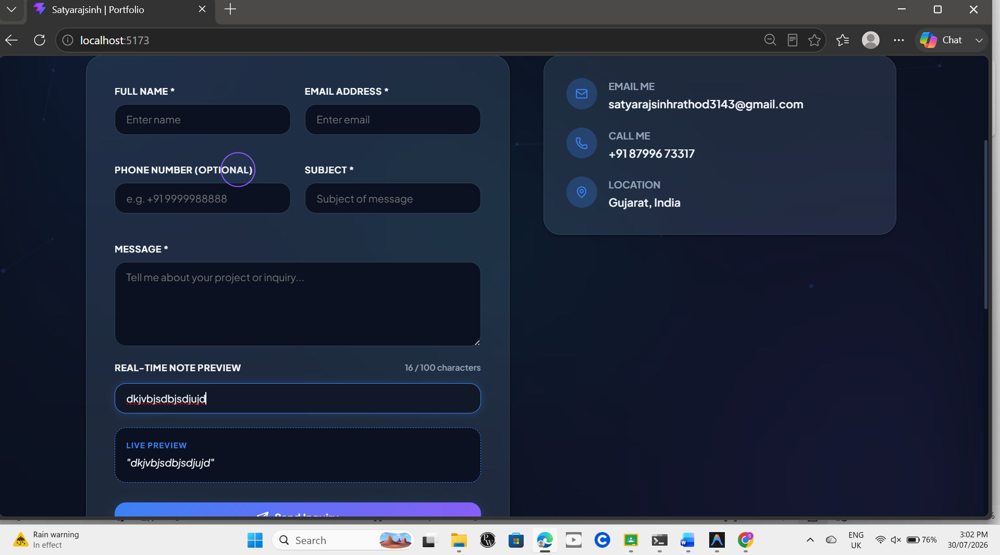 Satyarajsinh | Portfolio
localhost:5173
Chat
FULL NAME *
EMAIL ADDRESS *
Enter name
Enter email
PHONE NUMBER (OPTIONAL)
SUBJECT *
e.g. +91 9999988888
Subject of message
MESSAGE *
Tell me about your project or inquiry...
REAL-TIME NOTE PREVIEW
16 / 100 characters
dkjvbjsdbjsdjujd
LIVE PREVIEW
"dkjvbjsdbjsdjujd"
Send Inquiry
EMAIL ME
satyarajsinhrathod3143@gmail.com
CALL ME
+91 87996 73317
LOCATION
Gujarat, India
Rain warning
In effect
Search
ENG
UK
76%
3:02 PM
30/07/2026